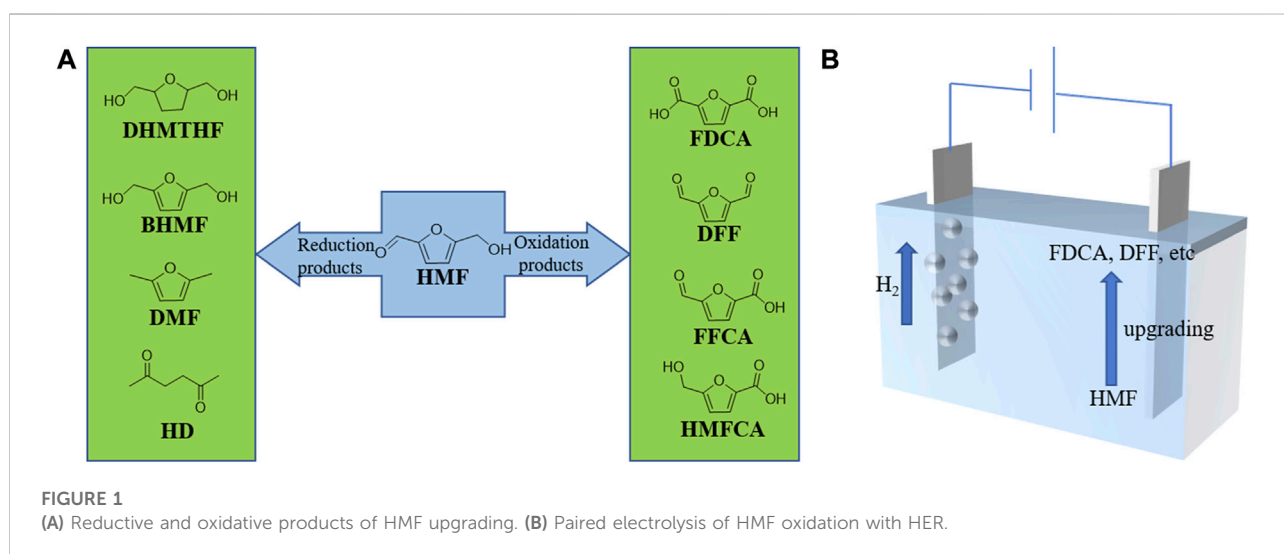 A
O
HO
OH
DHMTHF
O
HO
OH
BHMF
O
DMF
O
O
HD
Reduction
products
O
O
OH
HMF
Oxidation
products
O
O
O
HO
OH
FDCA
O
O
O
DFF
O
O
O
OH
FFCA
HO
O
O
OH
HMFCA
B
H2
FDCA, DFF, etc
upgrading
HMF
FIGURE 1
(A) Reductive and oxidative products of HMF upgrading. (B) Paired electrolysis of HMF oxidation with HER.